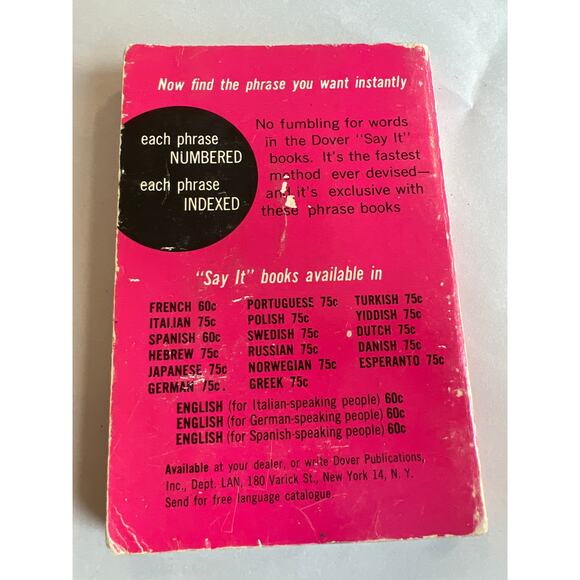 Now find the phrase you want instantly
each phrase
NUMBERED
each phrase
INDEXED
No fumbling for words
in the Dover "Say It"
books. It's the fastest
method ever devised—
and it's exclusive with
these phrase books
"Say It" books available in
FRENCH 60c
ITALIAN 75c
SPANISH 60c
HEBREW 75c
JAPANESE 75c
GERMAN 75c.
PORTUGUESE 75c
POLISH 75c
SWEDISH 75c
RUSSIAN 75c
NORWEGIAN 75c
GREEK 75c
TURKISH 75c
YIDDISH 75c
DUTCH 75c
DANISH 75c
ESPERANTO 75c
ENGLISH (for Italian-speaking people) 60c
ENGLISH (for German-speaking people) 60c
ENGLISH (for Spanish-speaking people) 60c
Available at your dealer, or write Dover Publications,
Inc., Dept. LAN, 180 Varick St., New York 14, N. Y.
Send for free language catalogue.